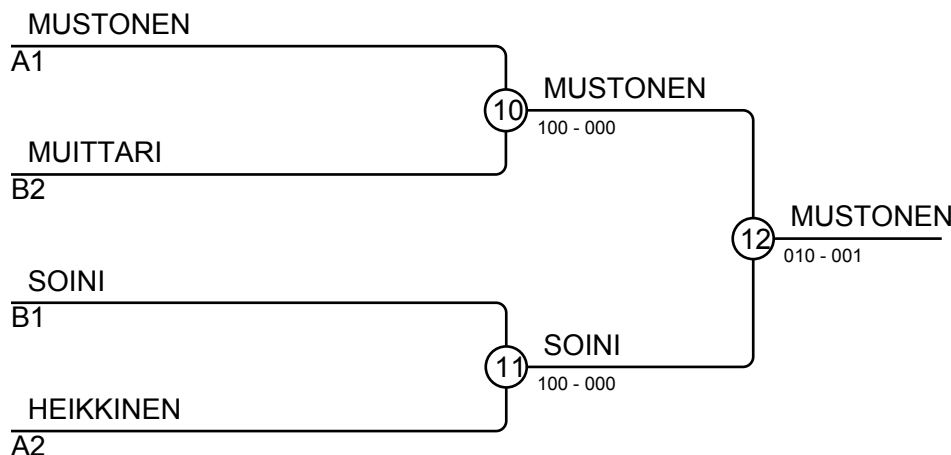 MUSTONEN
A1
10
MUSTONEN
100 - 000
MUITTARI
B2
12
MUSTONEN
010 - 001
SOINI
B1
11
SOINI
100 - 000
HEIKKINEN
A2